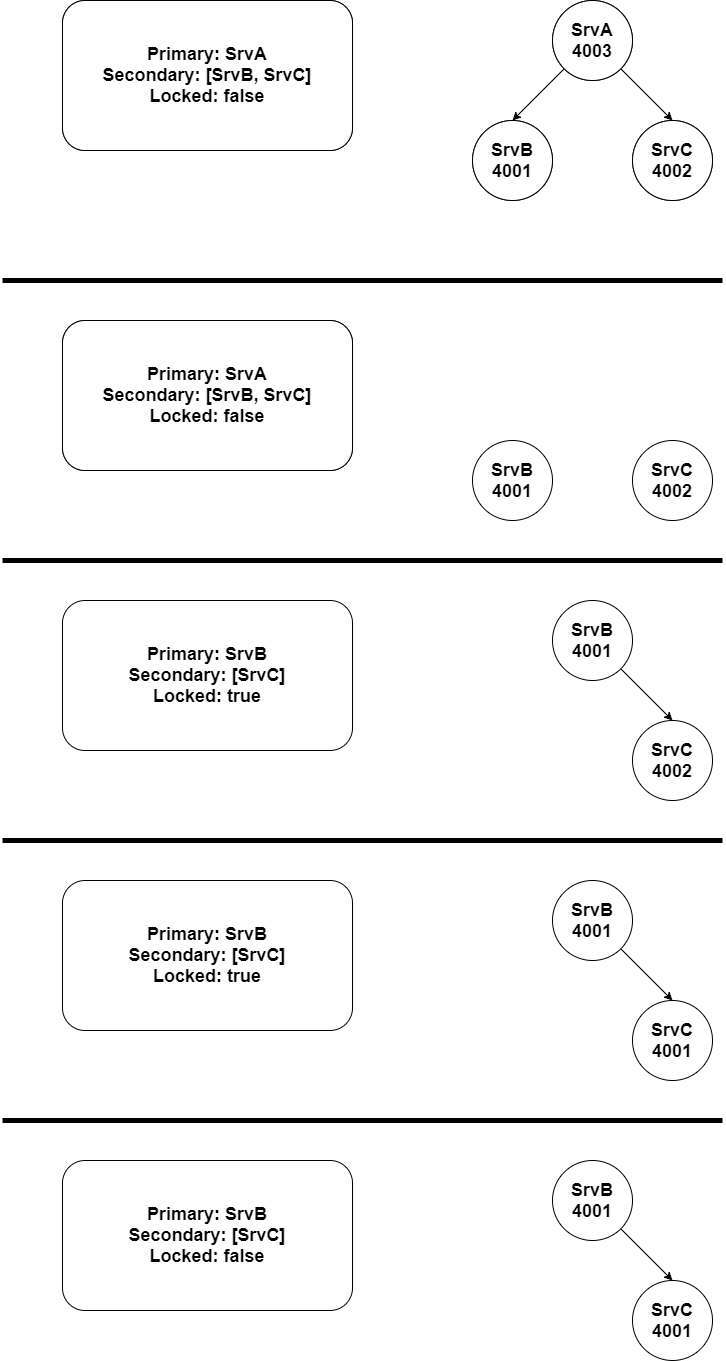 Primary: SrvA
Secondary: [SrvB, SrvC]
Locked: false
SrvA
4003
SrvB
4001
SrvC
4002
Primary: SrvA
Secondary: [SrvB, SrvC]
Locked: false
SrvB
4001
SrvC
4002
Primary: SrvB
Secondary: [SrvC]
Locked: true
SrvB
4001
SrvC
4002
Primary: SrvB
Secondary: [SrvC]
Locked: true
SrvB
4001
SrvC
4001
Primary: SrvB
Secondary: [SrvC]
Locked: false
SrvB
4001
SrvC
4001